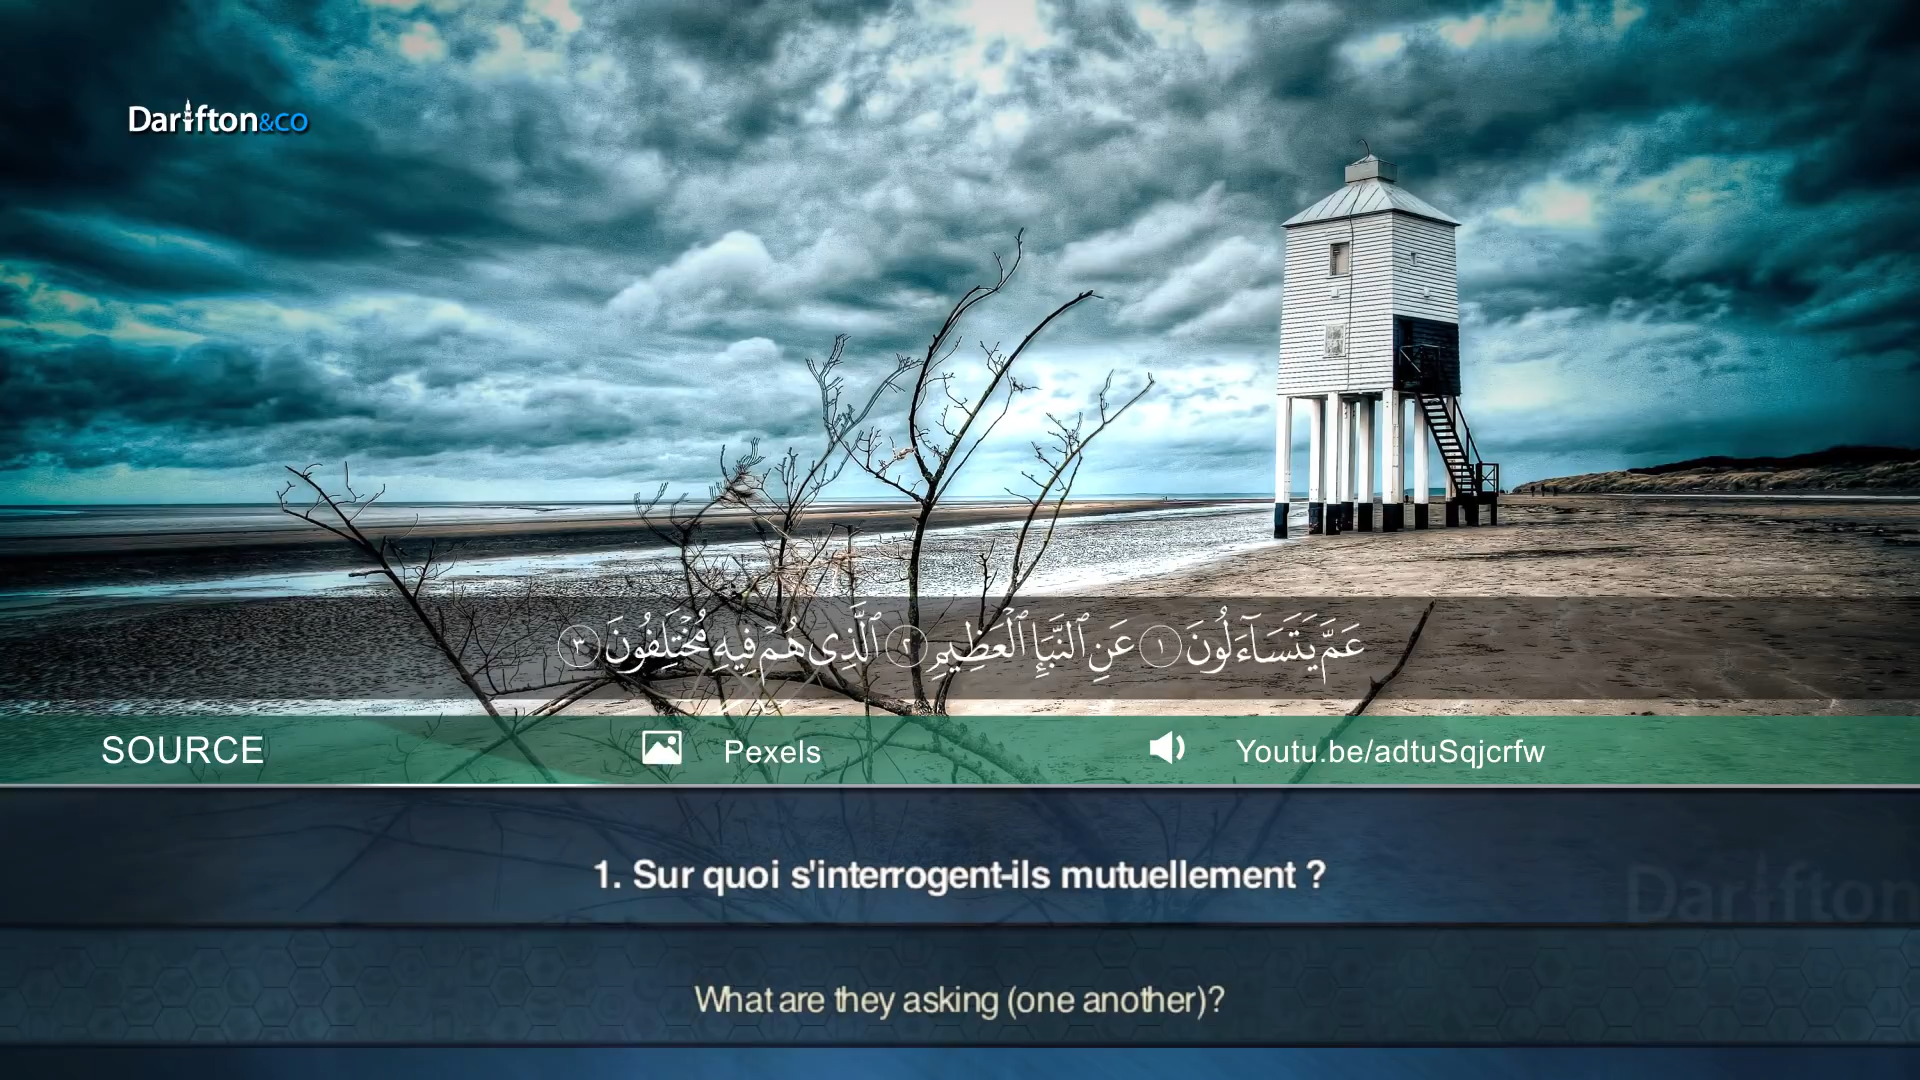 Darifton&co
عَمَّ يَتَسَآءَلُونَ ١ عَنِ ٱلنَّبَإِ ٱلْعَظِيمِ ٢ ٱلَّذِى هُمْ فِيهِ مُخْتَلِفُونَ ٣
SOURCE Pexels Youtu.be/adtuSqjcrfw
1. Sur quoi s'interrogent-ils mutuellement ?
Darifton
What are they asking (one another)?